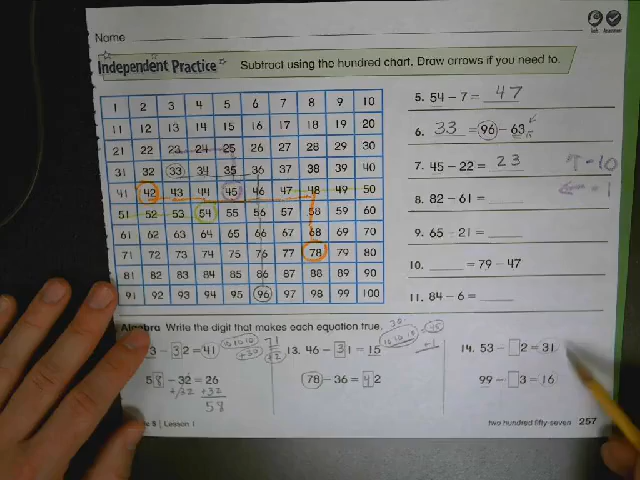 Name
Tools Assessment
Independent Practice Subtract using the hundred chart. Draw arrows if you need to.
1 2 3 4 5 6 7 8 9 10
11 12 13 14 15 16 17 18 19 20
21 22 23 24 25 26 27 28 29 30
31 32 33 34 35 36 37 38 39 40
41 42 43 44 45 46 47 48 49 50
51 52 53 54 55 56 57 58 59 60
61 62 63 64 65 66 67 68 69 70
71 72 73 74 75 76 77 78 79 80
81 82 83 84 85 86 87 88 89 90
91 92 93 94 95 96 97 98 99 100
5. 54 − 7 = 47
6. 33 = 96 − 63
7. 45 − 22 = 23
8. 82 − 61 =
9. 65 − 21 =
10. = 79 − 47
11. 84 − 6 =
Algebra Write the digit that makes each equation true.
3 − 32 = 41
58 − 32 = 26
+32 +32
58
13. 46 − 31 = 15
78 − 36 = 42
14. 53 − 2 = 31
99 − 3 = 16
Lesson 1
two hundred fifty-seven 257